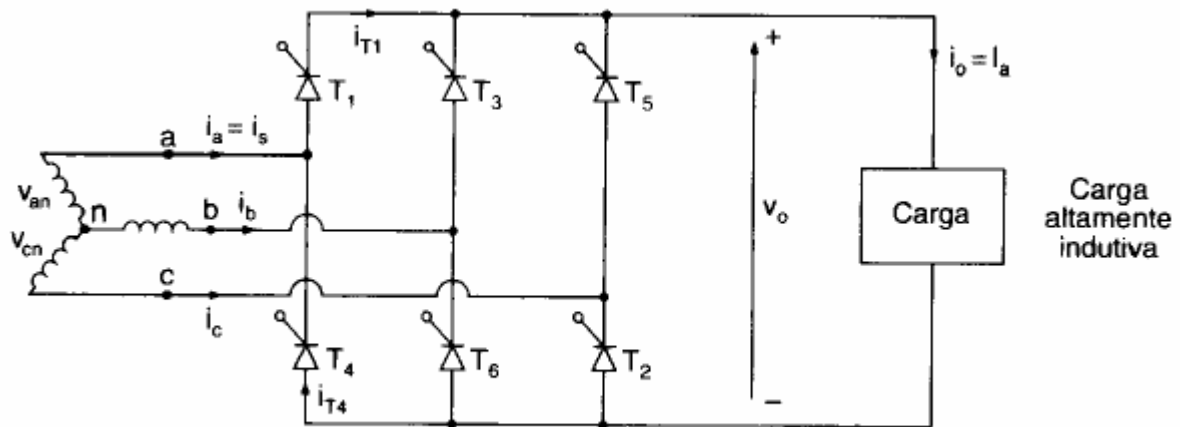 i_T1
T_1
T_3
T_5
+
i_o = I_a
a
i_a = i_s
v_an
n
b
i_b
v_o
Carga
Carga
altamente
indutiva
v_cn
c
i_c
T_4
T_6
T_2
i_T4
−